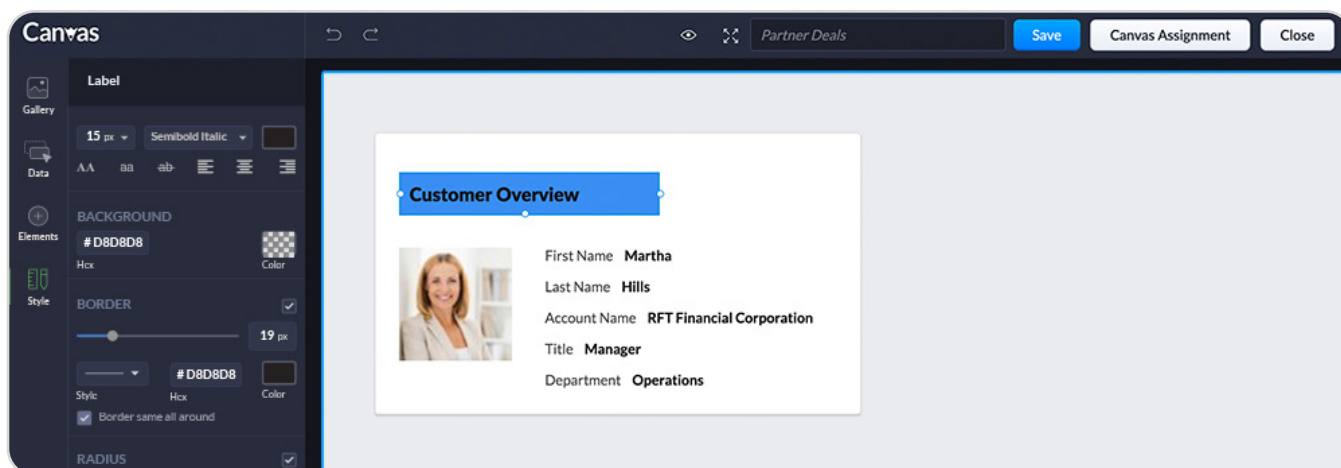 Canvas
Partner Deals
Save
Canvas Assignment
Close
Gallery
Data
Elements
Style
Label
15 px
Semibold Italic
AA aa ab
BACKGROUND
# D8D8D8
Hex Color
BORDER
19 px
# D8D8D8
Style Hex Color
Border same all around
RADIUS
Customer Overview
First Name Martha
Last Name Hills
Account Name RFT Financial Corporation
Title Manager
Department Operations